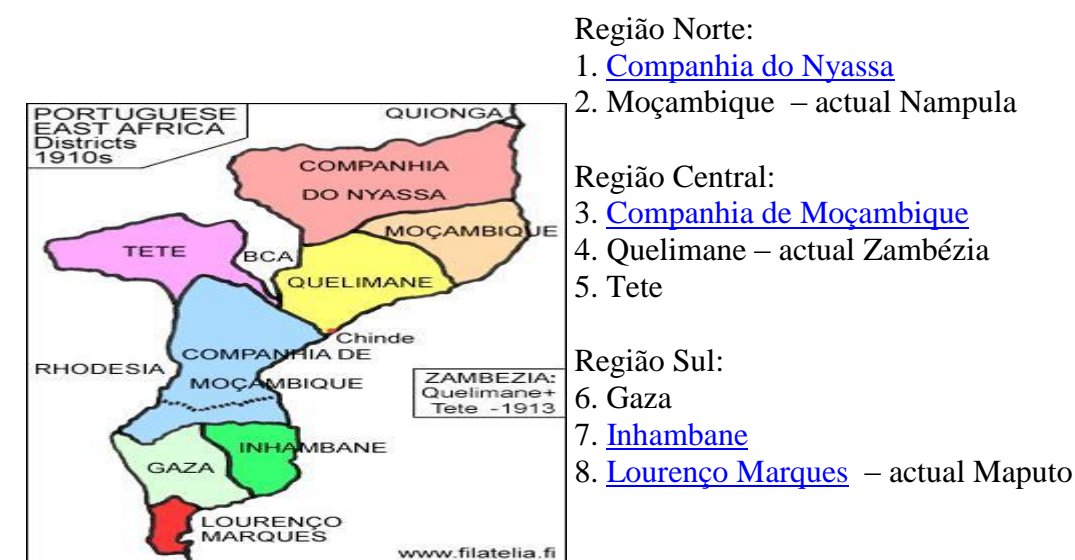 PORTUGUESE
EAST AFRICA
Districts
1910s
QUIONGA
COMPANHIA
DO NYASSA
MOÇAMBIQUE
TETE
BCA
QUELIMANE
Chinde
COMPANHIA DE
MOÇAMBIQUE
RHODESIA
ZAMBEZIA:
Quelimane+
Tete -1913
INHAMBANE
GAZA
LOURENÇO
MARQUES
www.filatelia.fi
Região Norte:
1. Companhia do Nyassa
2. Moçambique – actual Nampula
Região Central:
3. Companhia de Moçambique
4. Quelimane – actual Zambézia
5. Tete
Região Sul:
6. Gaza
7. Inhambane
8. Lourenço Marques – actual Maputo